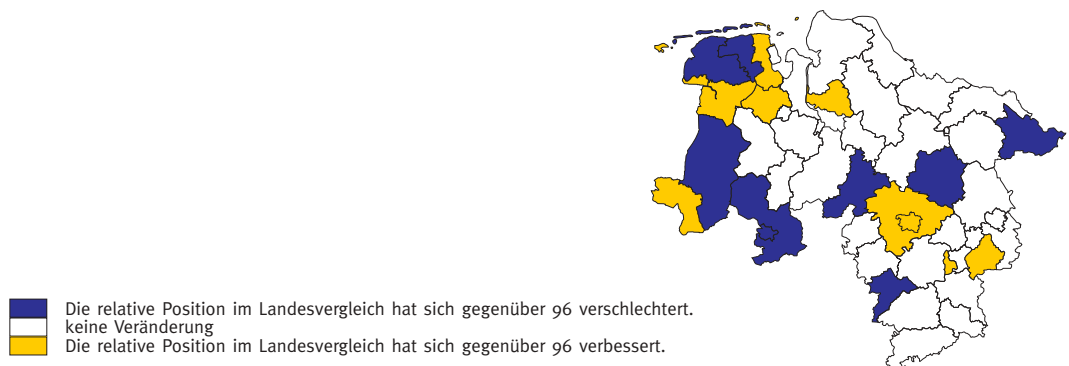 Die relative Position im Landesvergleich hat sich gegenüber 96 verschlechtert.
keine Veränderung
Die relative Position im Landesvergleich hat sich gegenüber 96 verbessert.